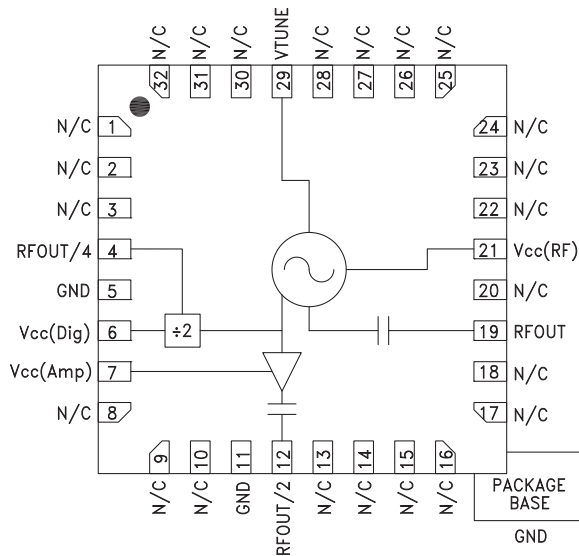 N/C N/C N/C VTUNE N/C N/C N/C N/C
32 31 30 29 28 27 26 25
N/C 1
N/C 2
N/C 3
RFOUT/4 4
GND 5
Vcc(Dig) 6
Vcc(Amp) 7
N/C 8
÷2
24 N/C
23 N/C
22 N/C
21 Vcc(RF)
20 N/C
19 RFOUT
18 N/C
17 N/C
9 10 11 12 13 14 15 16
N/C N/C GND RFOUT/2 N/C N/C N/C N/C
PACKAGE
BASE
GND